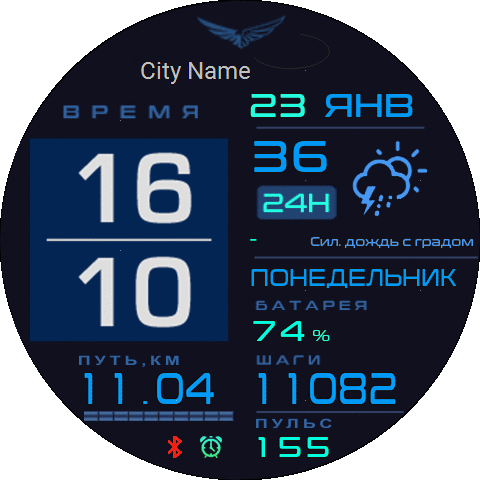 City Name
ВРЕМЯ
23 ЯНВ
16
10
36
24H
-
Сил. дождь с градом
ПОНЕДЕЛЬНИК
БАТАРЕЯ
74 %
ПУТЬ,КМ
11.04
ШАГИ
11082
ПУЛЬС
155